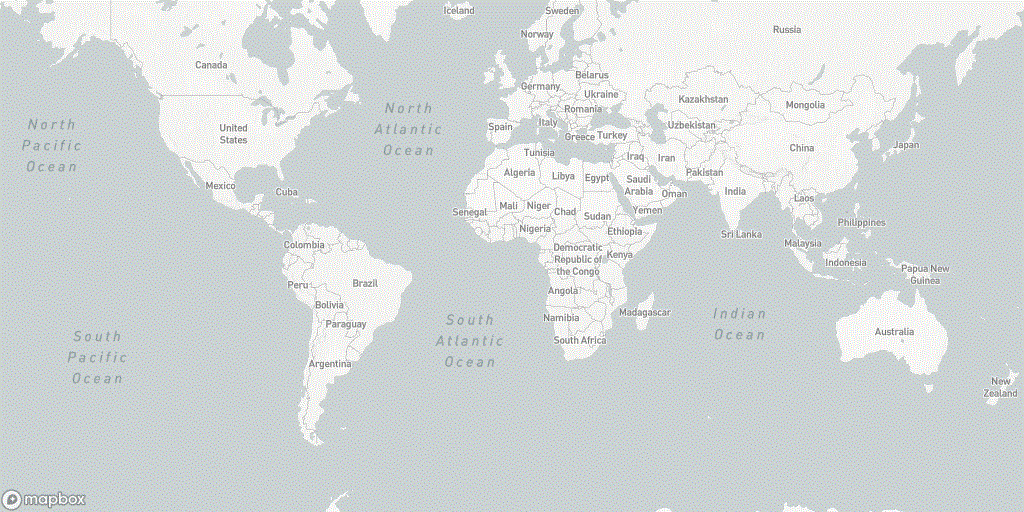 Iceland
Sweden
Norway
Russia
Canada
Belarus
Germany
Ukraine
Kazakhstan
Mongolia
Romania
North
Atlantic
Ocean
North
Pacific
Ocean
United
States
Spain
Italy
Greece
Turkey
Uzbekistan
China
Japan
Tunisia
Iraq
Iran
Algeria
Libya
Egypt
Saudi
Arabia
Pakistan
Mexico
Cuba
Oman
India
Laos
Senegal
Mali
Niger
Chad
Sudan
Yemen
Philippines
Nigeria
Ethiopia
Sri Lanka
Colombia
Democratic
Republic of
the Congo
Kenya
Malaysia
Indonesia
Papua New
Guinea
Peru
Brazil
Angola
Bolivia
Paraguay
Namibia
Madagascar
South
Atlantic
Ocean
Indian
Ocean
South
Pacific
Ocean
South Africa
Australia
Argentina
New
Zealand
mapbox